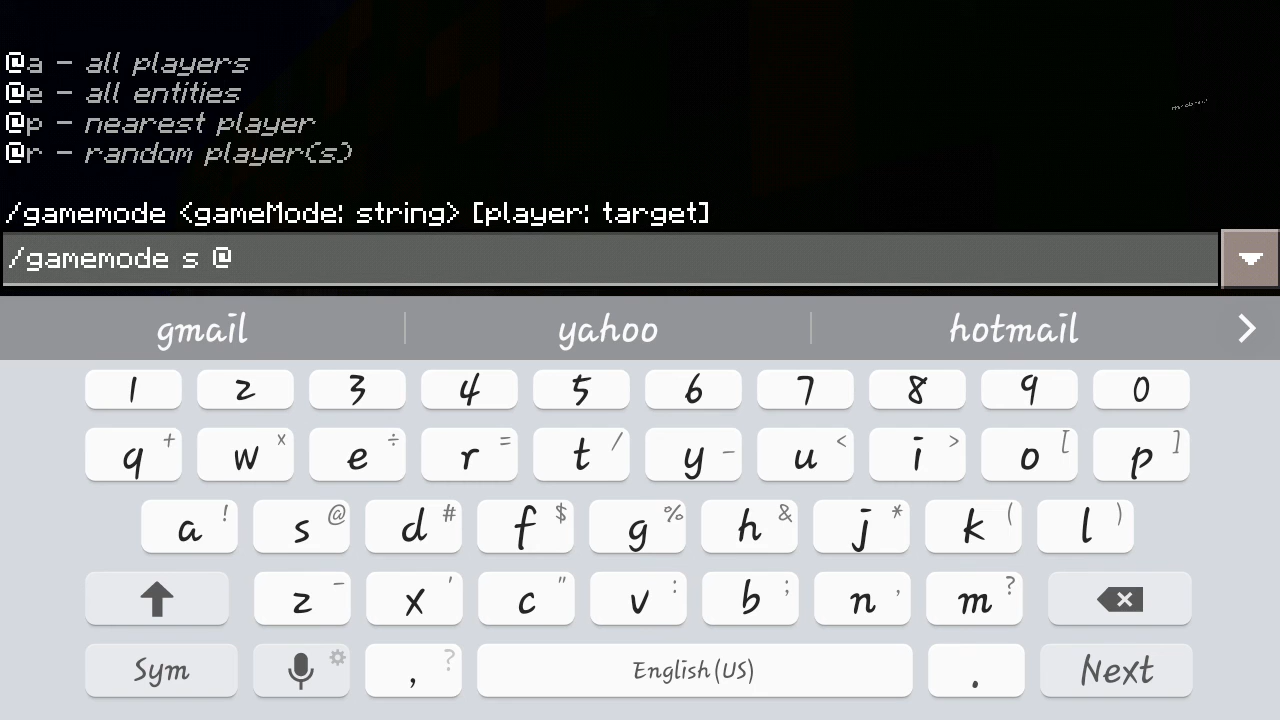 @a - all players
@e - all entities
@p - nearest player
@r - random player(s)
/gamemode <gameMode: string> [player: target]
/gamemode s @
gmail yahoo hotmail
1 2 3 4 5 6 7 8 9 0
q + w × e ÷ r = t / y - u < i > o [ p ]
a ! s @ d # f $ g % h & j * k ( l )
z - x ' c " v : b ; n , m ?
Sym , ? English(US) . Next